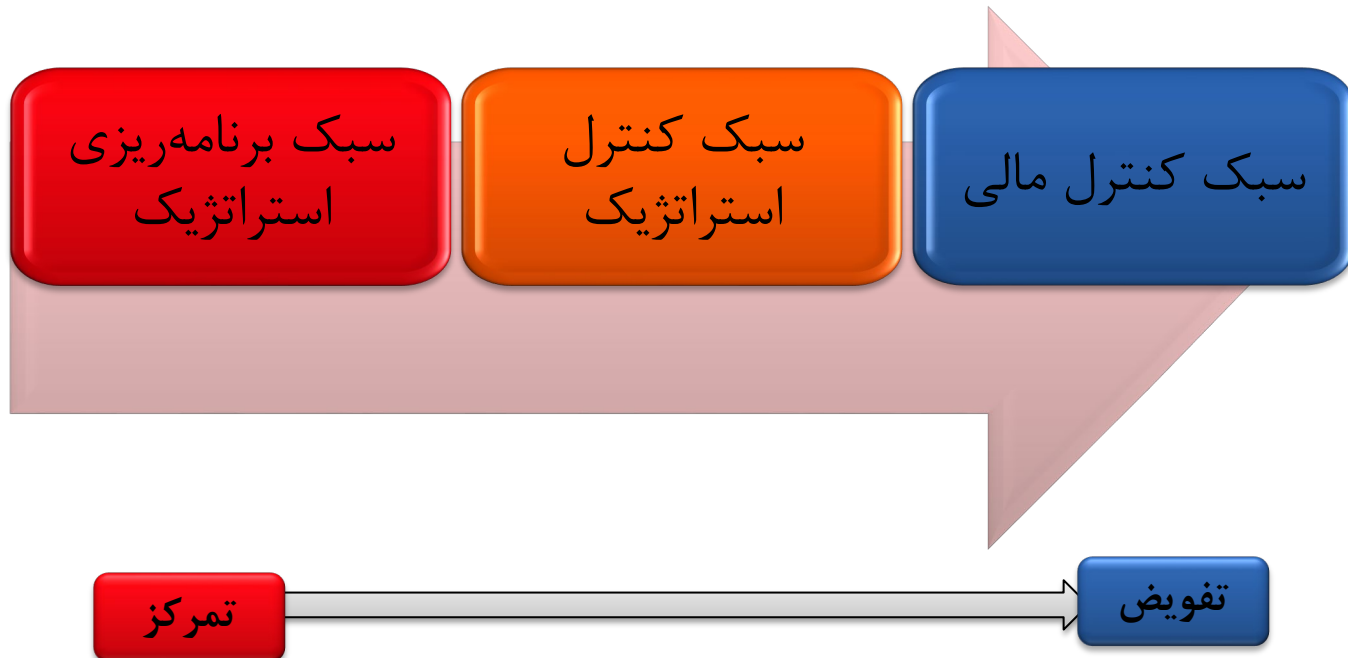 سبک برنامه‌ریزی
استراتژیک
سبک کنترل
استراتژیک
سبک کنترل مالی
تمرکز
تفویض